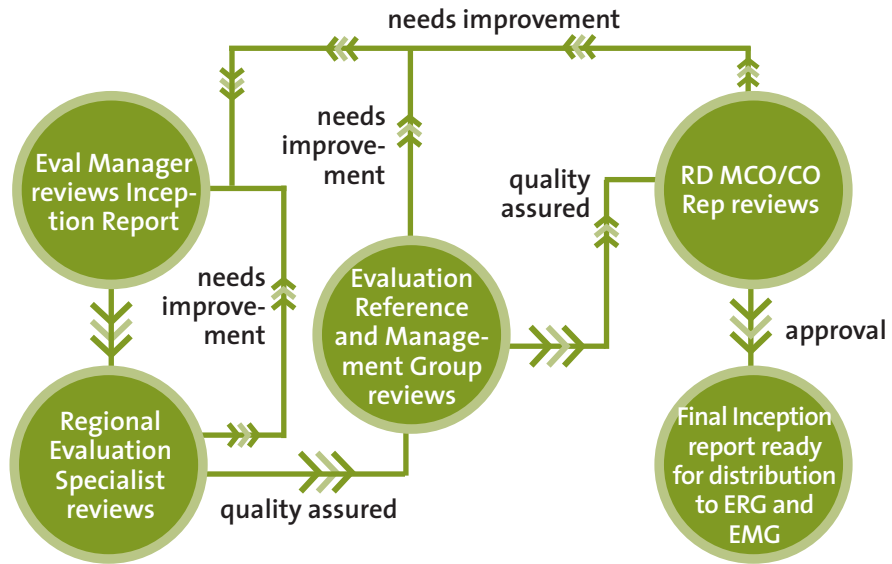 needs improvement
Eval Manager
reviews Incep-
tion Report
needs
improve-
ment
quality
assured
RD MCO/CO
Rep reviews
needs
improve-
ment
Evaluation
Reference
and Manage-
ment Group
reviews
approval
Regional
Evaluation
Specialist
reviews
quality assured
Final Inception
report ready
for distribution
to ERG and
EMG